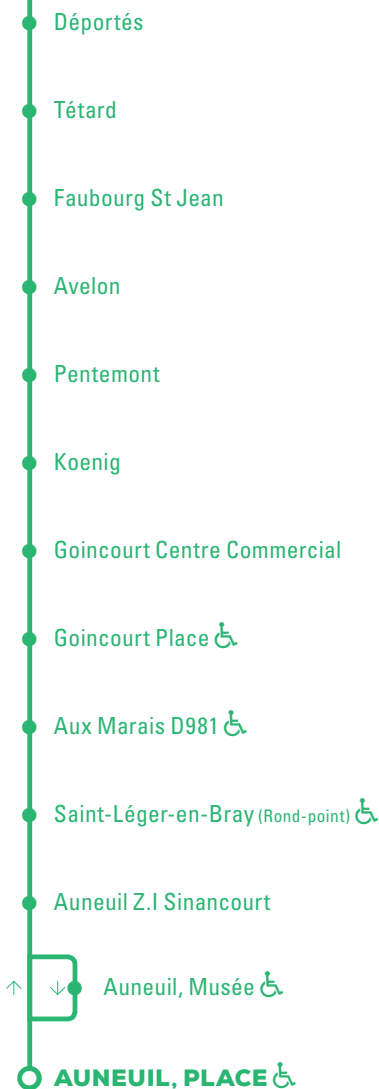 Déportés
Tétard
Faubourg St Jean
Avelon
Pentemont
Koenig
Goincourt Centre Commercial
Goincourt Place
Aux Marais D981
Saint-Léger-en-Bray (Rond-point)
Auneuil Z.I Sinancourt
Auneuil, Musée
AUNEUIL, PLACE